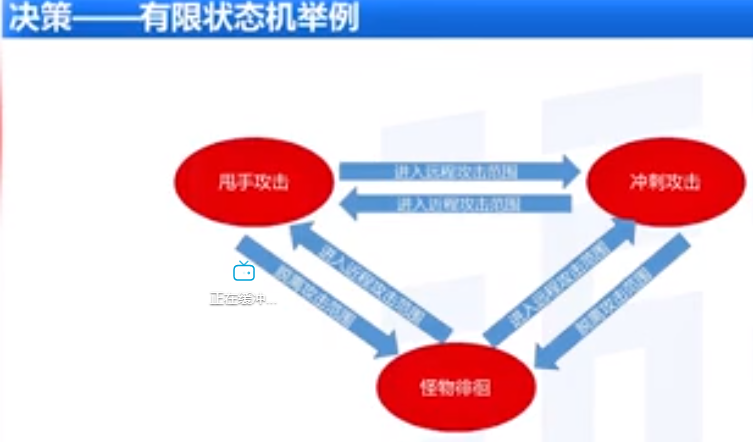 决策——有限状态机举例
甩手攻击
进入远程攻击范围
冲刺攻击
进入近程攻击范围
脱离攻击范围
进入近程攻击范围
进入远程攻击范围
脱离攻击范围
正在缓冲...
怪物徘徊